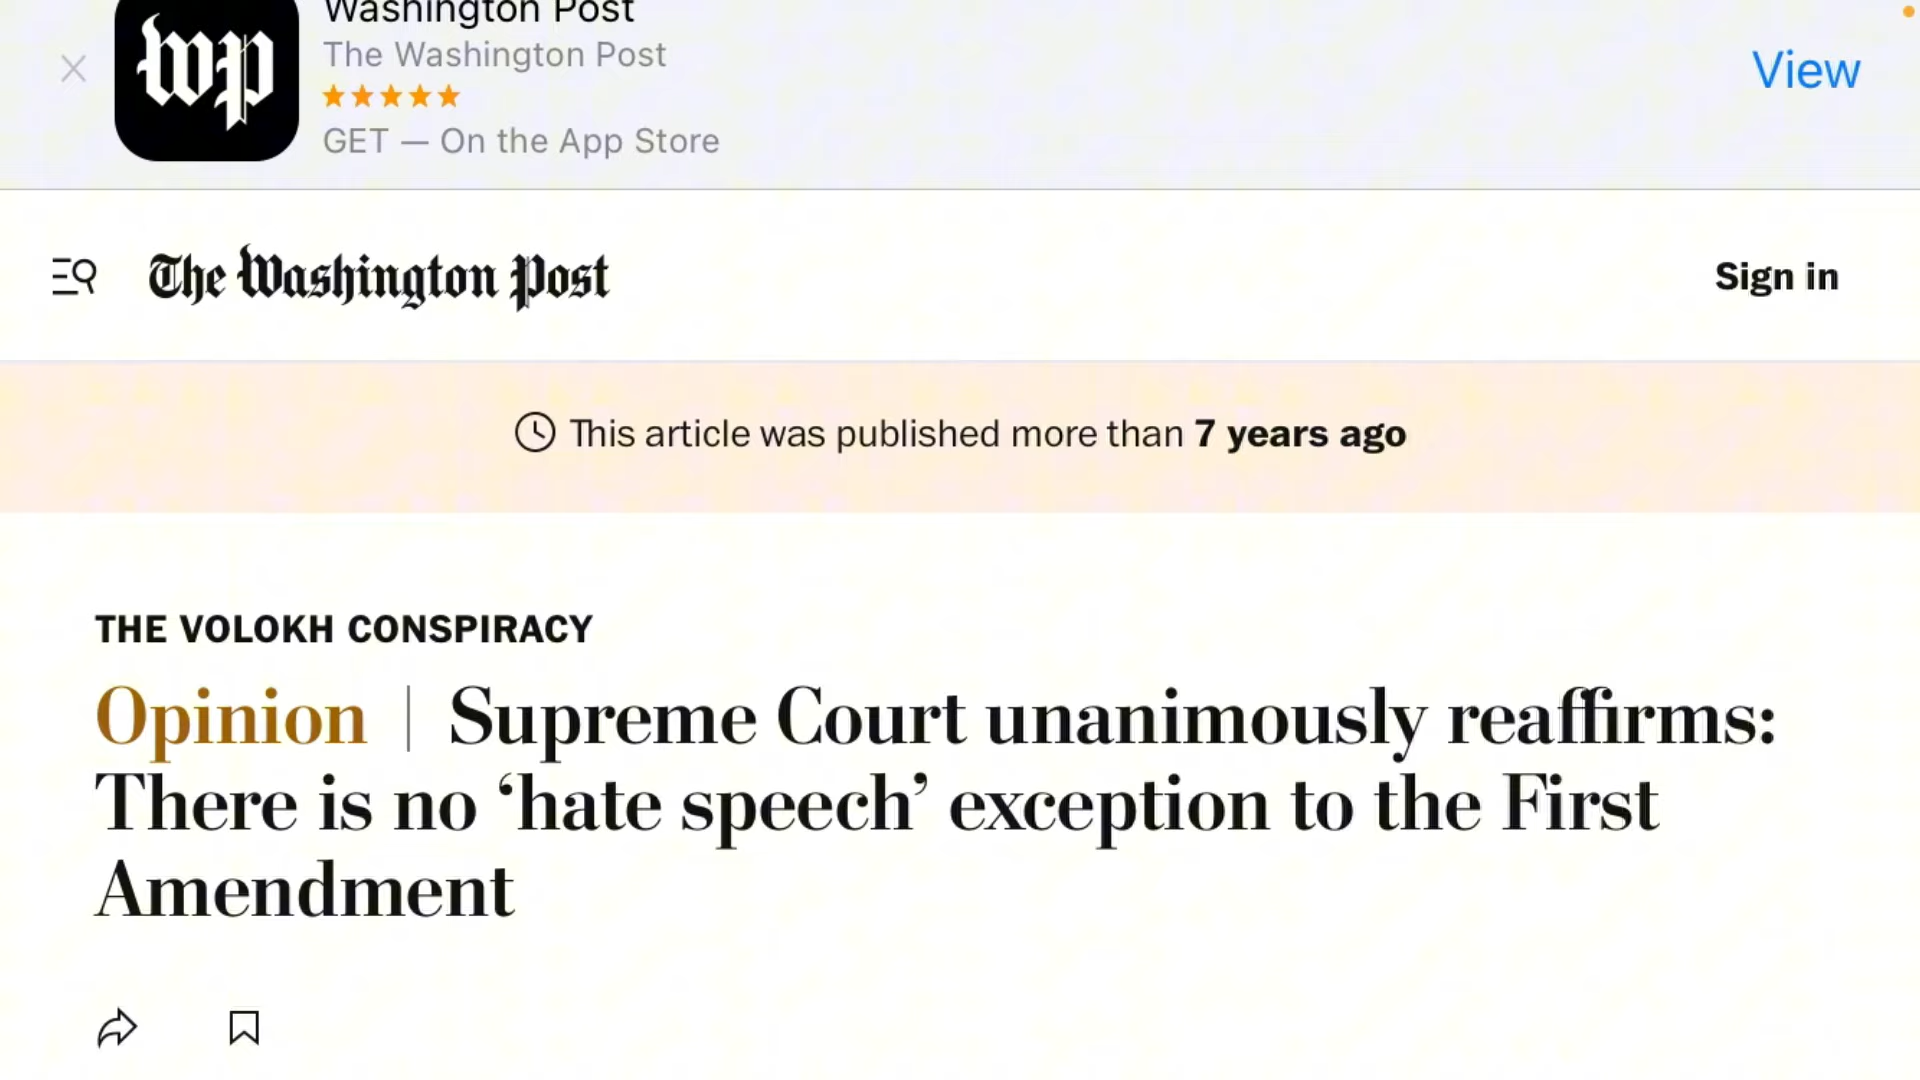 Washington Post
wp
The Washington Post
View
GET — On the App Store
The Washington Post
Sign in
This article was published more than 7 years ago
THE VOLOKH CONSPIRACY
Opinion | Supreme Court unanimously reaffirms:
There is no ‘hate speech’ exception to the First
Amendment